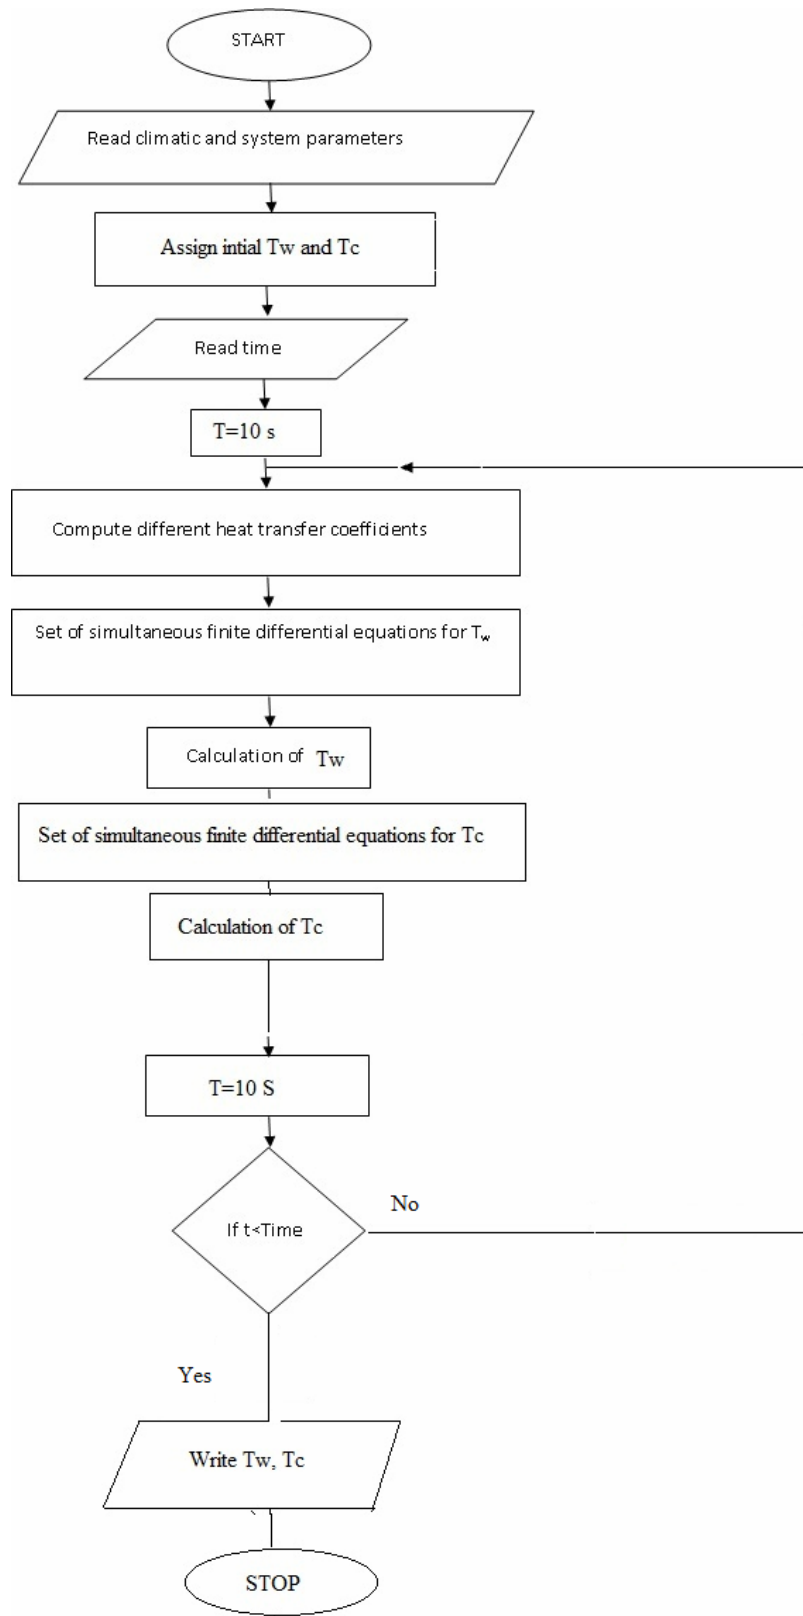 START
Read climatic and system parameters
Assign intial Tw and Tc
Read time
T=10 s
Compute different heat transfer coefficients
Set of simultaneous finite differential equations for Tw
Calculation of Tw
Set of simultaneous finite differential equations for Tc
Calculation of Tc
T=10 S
If t<Time
No
Yes
Write Tw, Tc
STOP